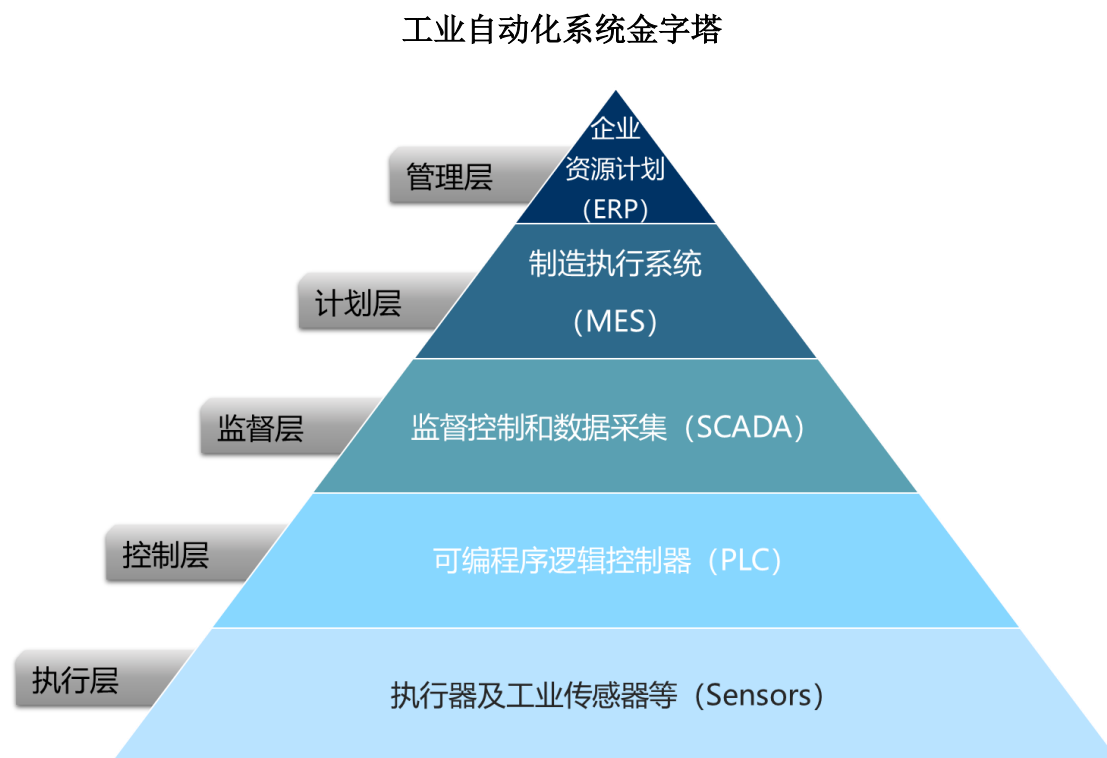 工业自动化系统金字塔
企业
资源计划
（ERP）
管理层
制造执行系统
（MES）
计划层
监督控制和数据采集（SCADA）
监督层
可编程序逻辑控制器（PLC）
控制层
执行器及工业传感器等（Sensors）
执行层